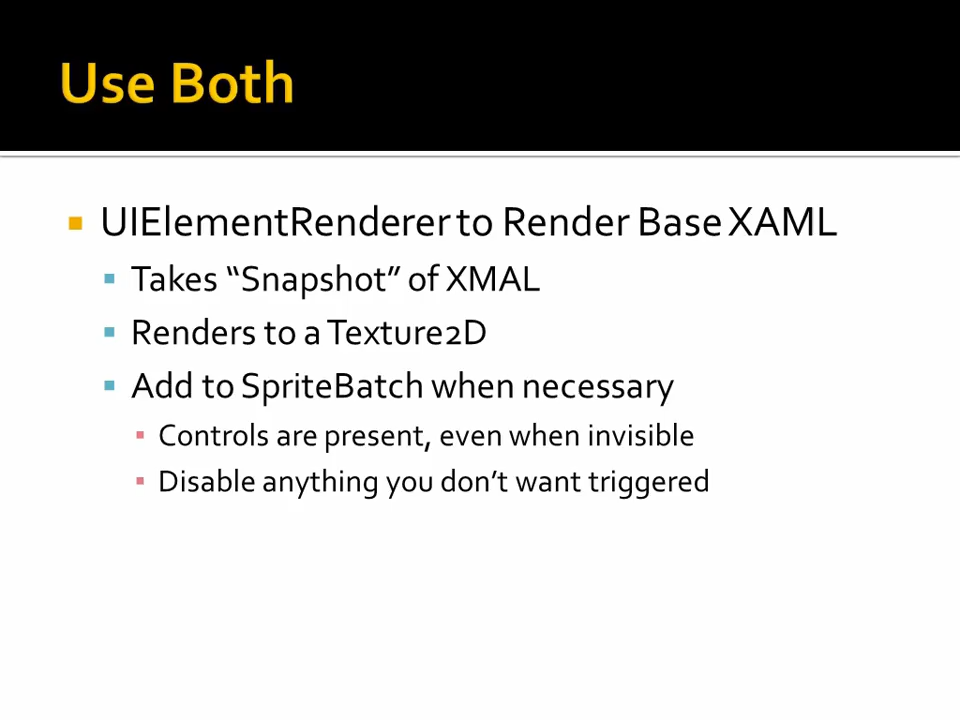 Use Both
UIElementRenderer to Render Base XAML
Takes “Snapshot” of XMAL
Renders to a Texture2D
Add to SpriteBatch when necessary
Controls are present, even when invisible
Disable anything you don’t want triggered